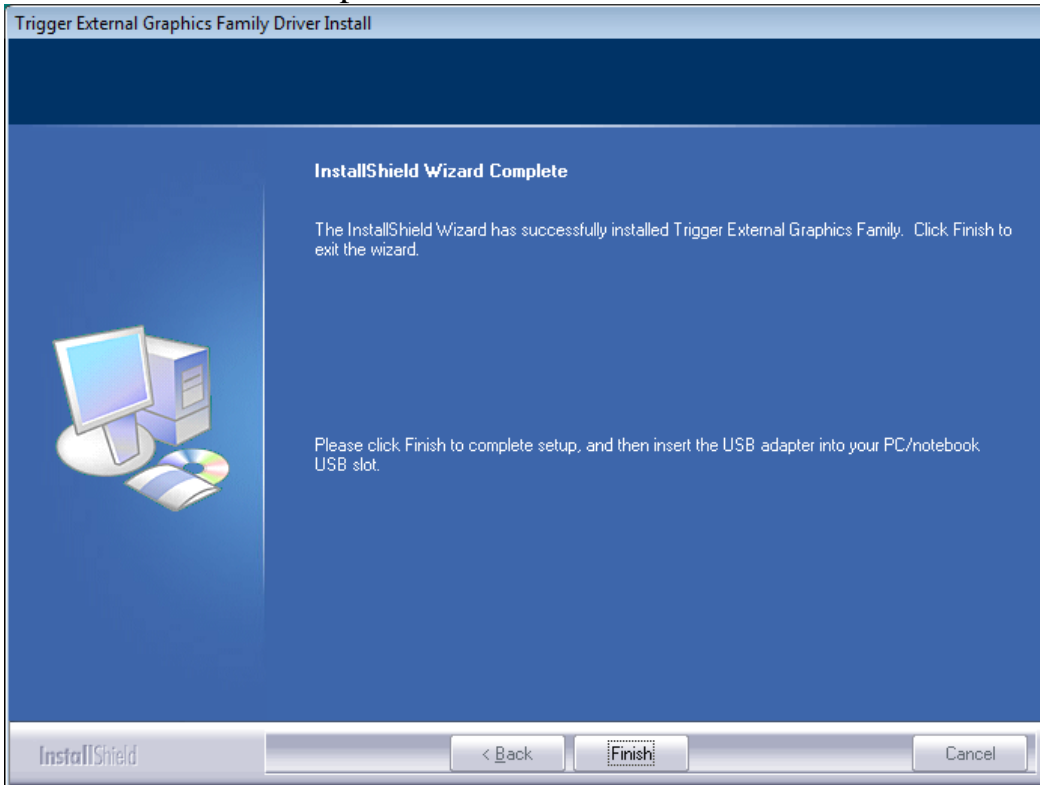 Trigger External Graphics Family Driver Install
InstallShield Wizard Complete
The InstallShield Wizard has successfully installed Trigger External Graphics Family.  Click Finish to
exit the wizard.
Please click Finish to complete setup, and then insert the USB adapter into your PC/notebook
USB slot.
InstallShield
< Back
Finish
Cancel